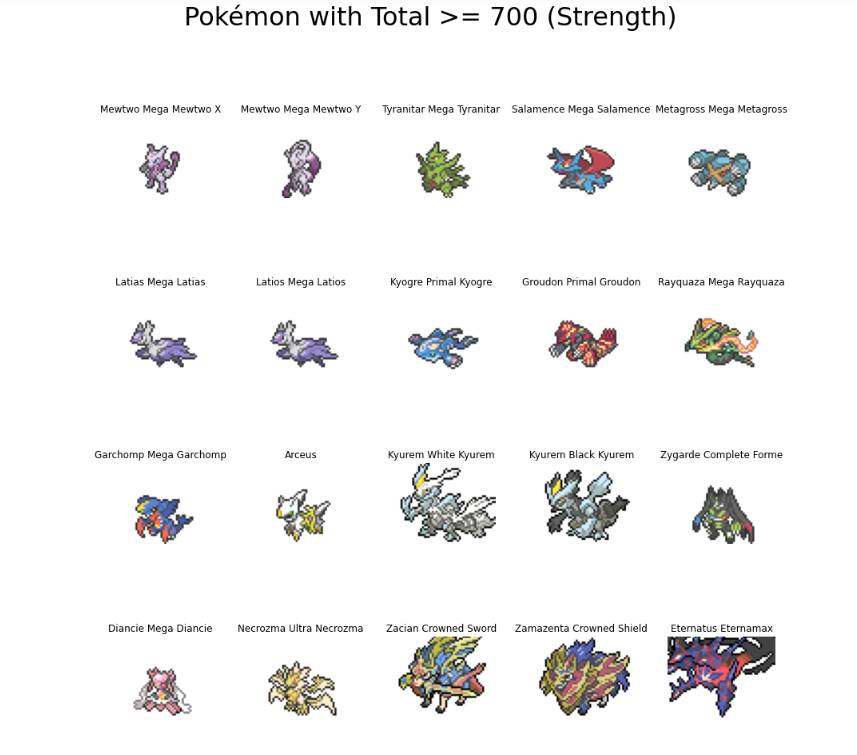 Pokémon with Total >= 700 (Strength)
Mewtwo Mega Mewtwo X Mewtwo Mega Mewtwo Y Tyranitar Mega Tyranitar Salamence Mega Salamence Metagross Mega Metagross
Latias Mega Latias Latios Mega Latios Kyogre Primal Kyogre Groudon Primal Groudon Rayquaza Mega Rayquaza
Garchomp Mega Garchomp Arceus Kyurem White Kyurem Kyurem Black Kyurem Zygarde Complete Forme
Diancie Mega Diancie Necrozma Ultra Necrozma Zacian Crowned Sword Zamazenta Crowned Shield Eternatus Eternamax